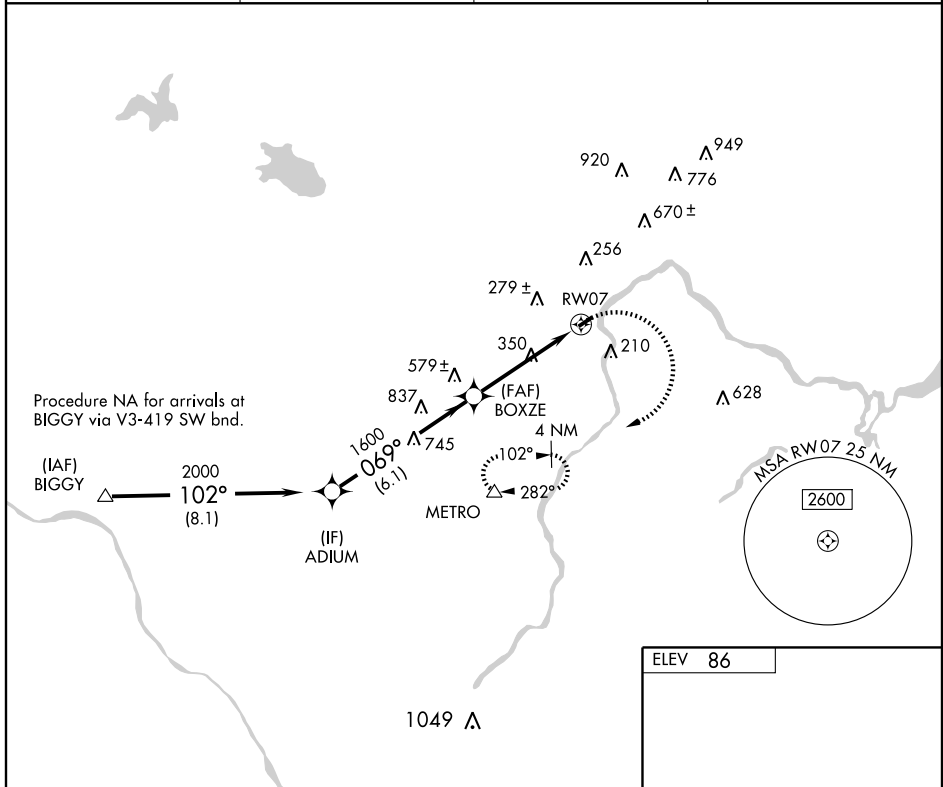 949
920
776
670 ±
256
279 ±
RW07
350
210
579±
(FAF)
BOXZE
837
628
Procedure NA for arrivals at
BIGGY via V3-419 SW bnd.
745
4 NM
1600
069°
(6.1)
102°
MSA RW07 25 NM
(IAF)
BIGGY
2000
102°
(8.1)
282°
METRO
2600
(IF)
ADIUM
ELEV 86
1049